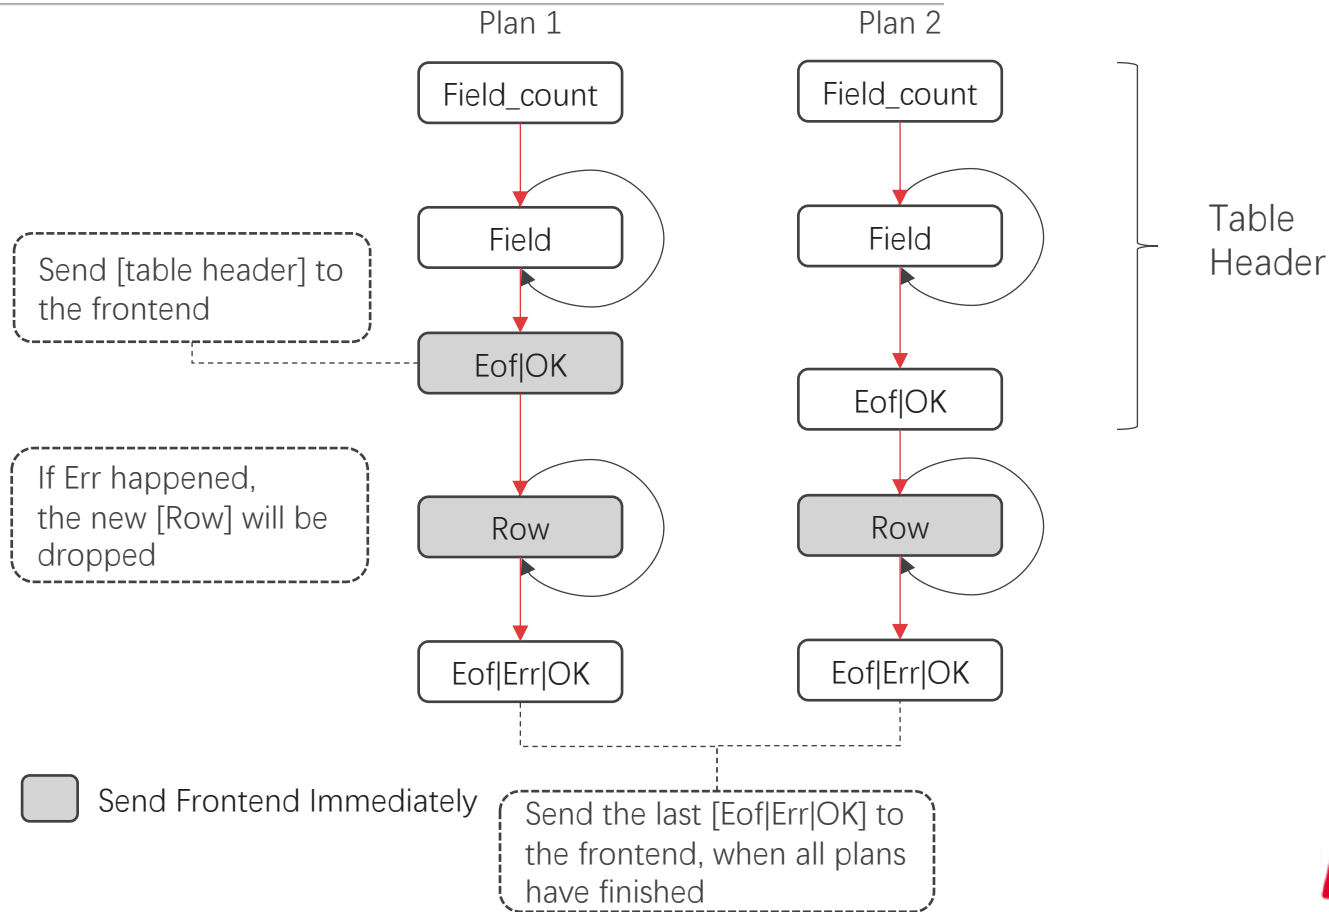 Plan 1
Plan 2
Field_count
Field_count
Field
Field
Table
Header
Send [table header] to
the frontend
Eof|OK
Eof|OK
If Err happened,
the new [Row] will be
dropped
Row
Row
Eof|Err|OK
Eof|Err|OK
Send Frontend Immediately
Send the last [Eof|Err|OK] to
the frontend, when all plans
have finished